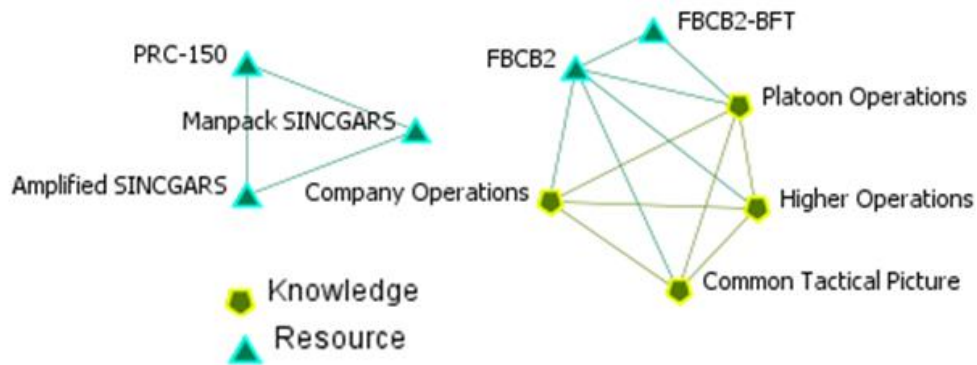 FBCB2-BFT
PRC-150
FBCB2
Platoon Operations
Manpack SINCGARS
Amplified SINCGARS
Company Operations
Higher Operations
Common Tactical Picture
Knowledge
Resource